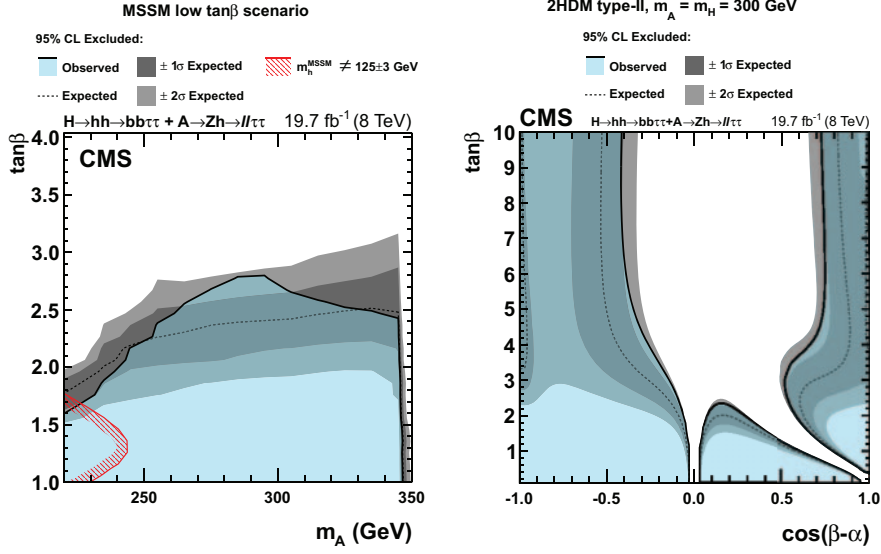 MSSM low tanβ scenario
95% CL Excluded:
Observed
± 1σ Expected
m_h^MSSM ≠ 125±3 GeV
Expected
± 2σ Expected
H→hh→bbττ + A→Zh→llττ
19.7 fb⁻¹ (8 TeV)
CMS
tanβ
4.0
3.5
3.0
2.5
2.0
1.5
1.0
250
300
350
m_A (GeV)
2HDM type-II, m_A = m_H = 300 GeV
95% CL Excluded:
Observed
± 1σ Expected
Expected
± 2σ Expected
CMS
H→hh→bbττ+A→Zh→llττ
19.7 fb⁻¹ (8 TeV)
tanβ
10
9
8
7
6
5
4
3
2
1
-1.0
-0.5
0.0
0.5
1.0
cos(β-α)